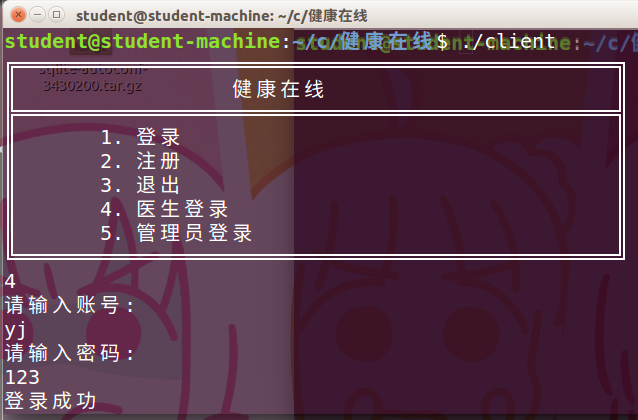 student@student-machine: ~/c/健康在线
student@student-machine:~/c/健康在线$ ./client
sqlite-autoconf-
3430200.tar.gz
健康在线
1. 登录
2. 注册
3. 退出
4. 医生登录
5. 管理员登录
4
请输入账号:
yj
请输入密码:
123
登录成功